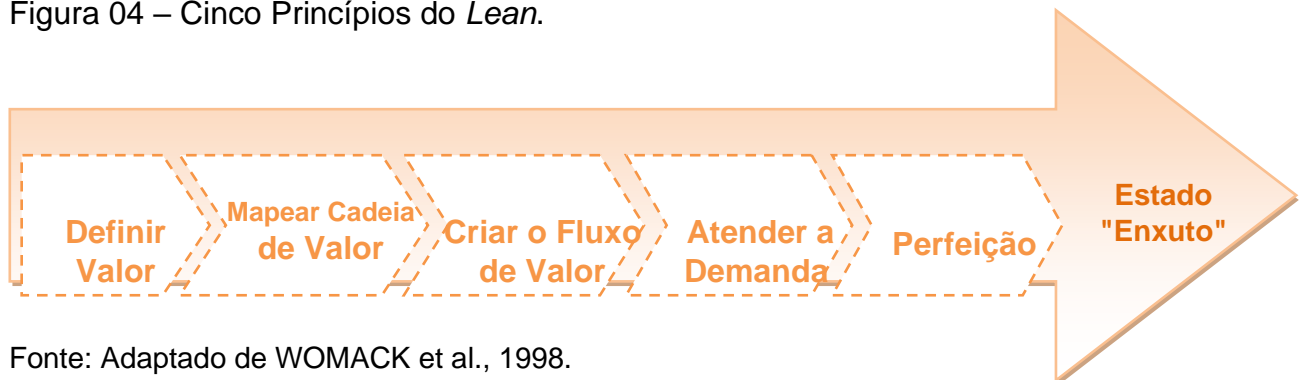 Figura 04 – Cinco Princípios do Lean.
Definir
Valor
Mapear Cadeia
de Valor
Criar o Fluxo
de Valor
Atender a
Demanda
Perfeição
Estado
"Enxuto"
Fonte: Adaptado de WOMACK et al., 1998.